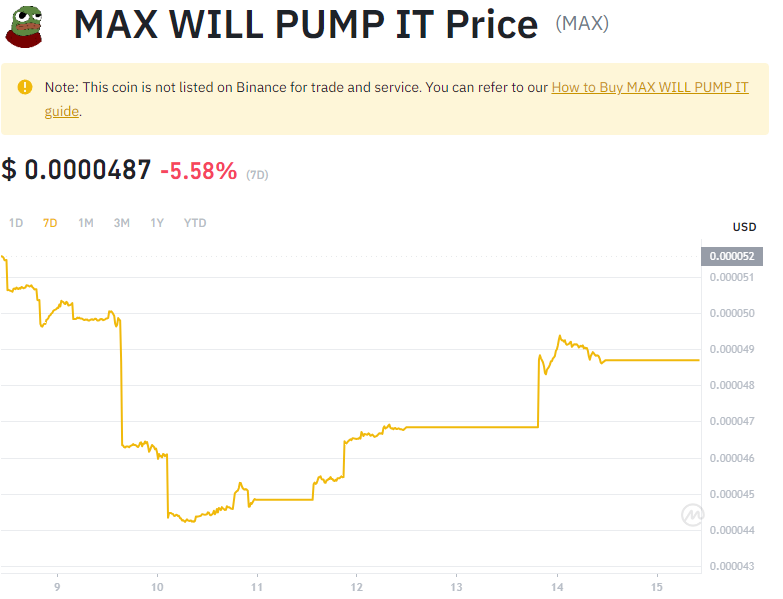 MAX WILL PUMP IT Price (MAX)
Note: This coin is not listed on Binance for trade and service. You can refer to our How to Buy MAX WILL PUMP IT
guide.
$ 0.0000487 -5.58% (7D)
1D 7D 1M 3M 1Y YTD
USD
0.000052
0.000051
0.000050
0.000049
0.000048
0.000047
0.000046
0.000045
0.000044
0.000043
9 10 11 12 13 14 15